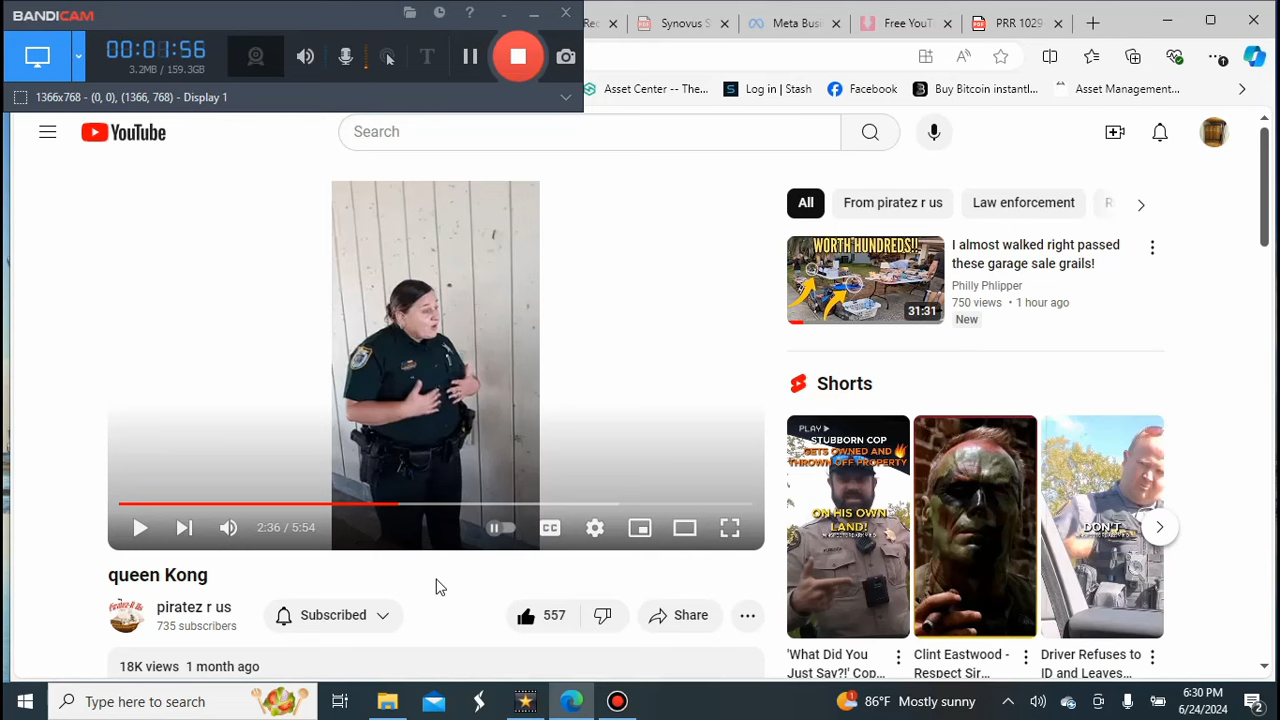 BANDICAM
00:01:56
3.2MB / 159.3GB
1366x768 - (0, 0), (1366, 768) - Display 1
Synovus S
Meta Bus
Free YouT
PRR 1029
Asset Center -- The...
Log in | Stash
Facebook
Buy Bitcoin instantl...
Asset Management...
YouTube
Search
All
From piratez r us
Law enforcement
WORTH HUNDREDS!!
31:31
I almost walked right passed
these garage sale grails!
Philly Phlipper
750 views • 1 hour ago
New
Shorts
PLAY
STUBBORN COP
GETS OWNED AND
THROWN OFF PROPERTY
ON HIS OWN
LAND!
DON'T
'What Did You
Just Say?!' Cop...
Clint Eastwood -
Respect Sir...
Driver Refuses to
ID and Leaves...
2:36 / 5:54
CC
queen Kong
piratez r us
735 subscribers
Subscribed
557
Share
18K views 1 month ago
Type here to search
86°F Mostly sunny
6:30 PM
6/24/2024
2